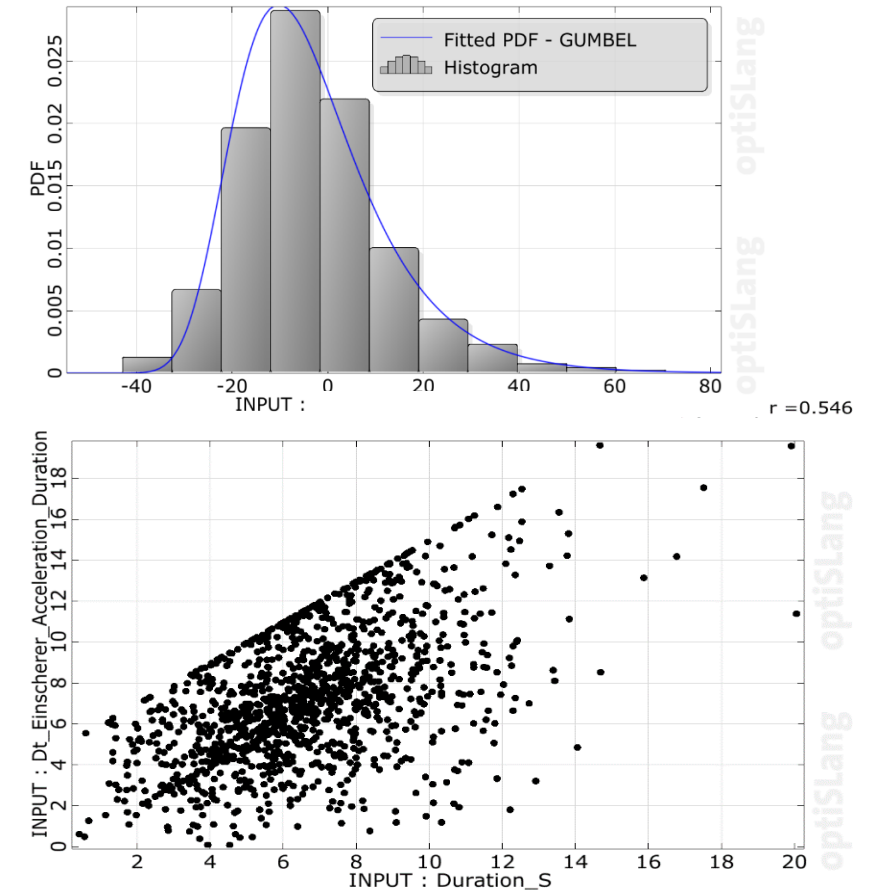 Fitted PDF - GUMBEL
Histogram
PDF
0.025
0.02
0.015
0.01
0.005
0
-40 -20 0 20 40 60 80
INPUT :
optiSLang
optiSLang
r =0.546
INPUT : Dt_Einscherer_Acceleration_Duration
18
16
14
12
10
8
6
4
2
0
2 4 6 8 10 12 14 16 18 20
INPUT : Duration_S
optiSLang
optiSLang